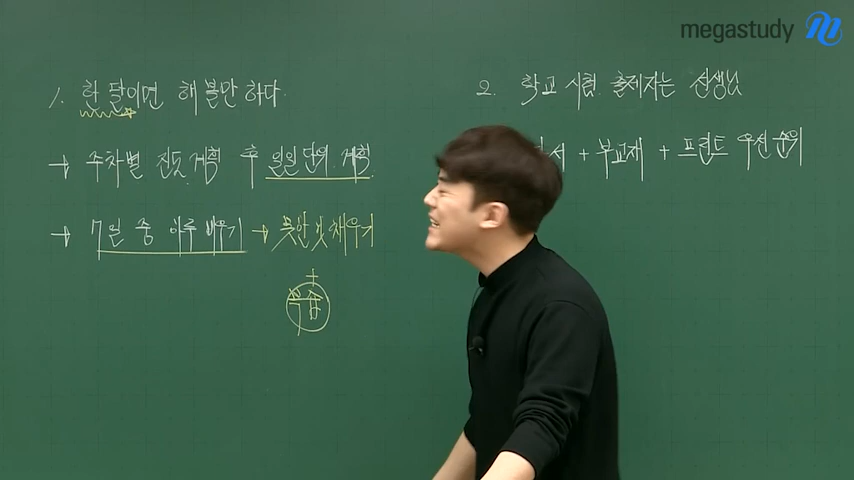 megastudy
1. 한 달이면 해볼만 하다.
→ 주차별 진도 계획 후 일일 단위 계획
→ 7일 중 하루 비우기 → 못한 것 채우기
+
복습
2. 학교 시험 출제자는 선생님
서 + 부교재 + 프린트 우선 순위